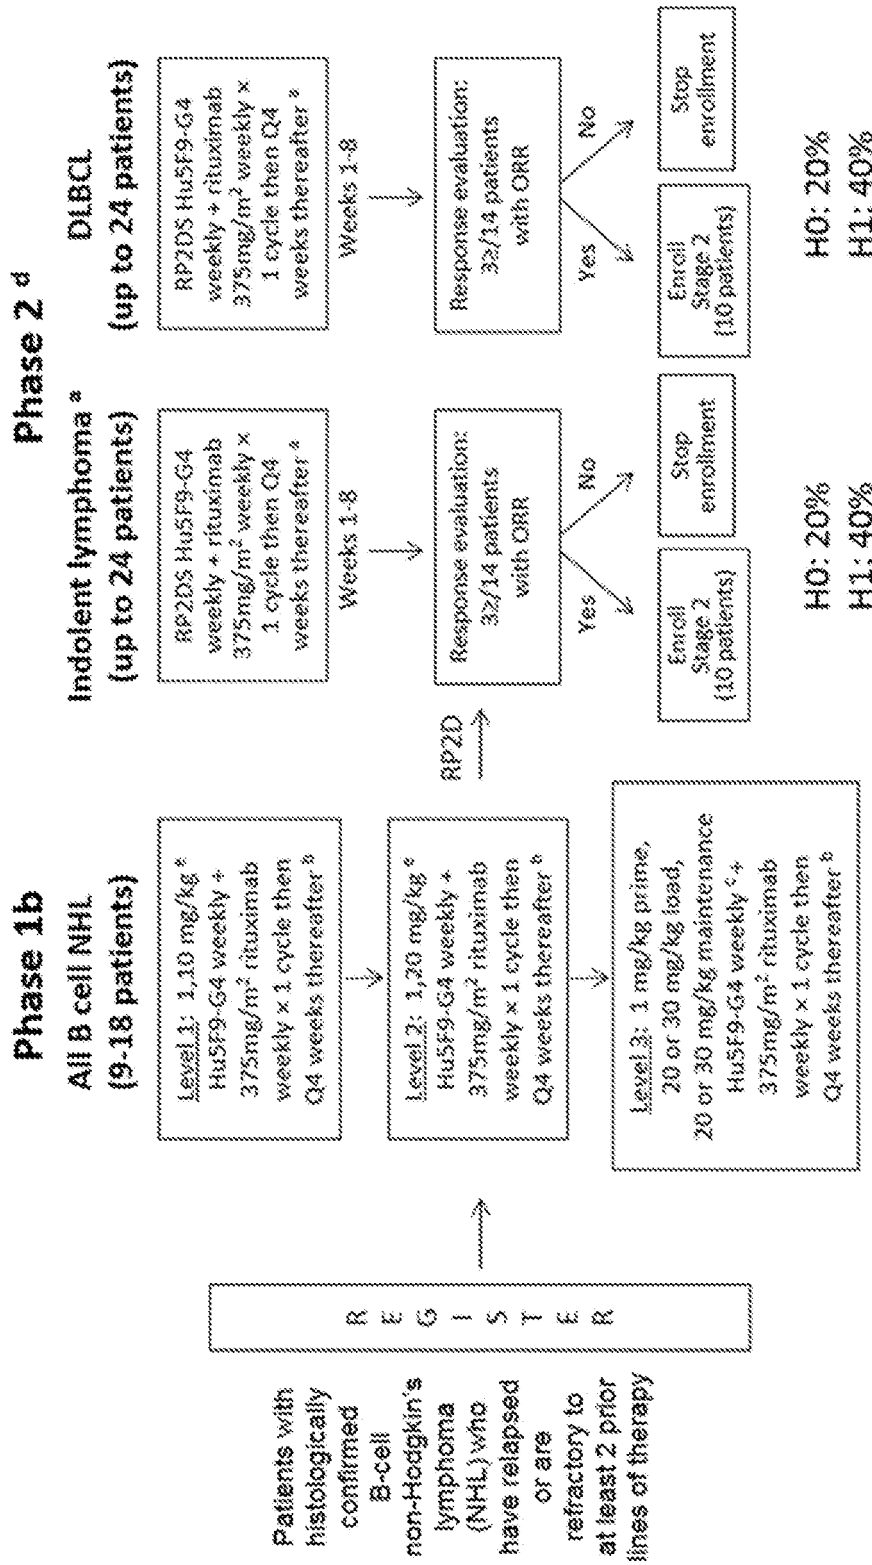 Patients with
histologically
confirmed
B-cell
non-Hodgkin's
lymphoma
(NHL) who
have relapsed
or are
refractory to
at least 2 prior
lines of therapy
R E G I S T E R
Phase 1b
All B cell NHL
(9-18 patients)
Level 1: 1,10 mg/kg ᵃ
Hu5F9-G4 weekly +
375mg/m² rituximab
weekly × 1 cycle then
Q4 weeks thereafter ᵇ
Level 2: 1,20 mg/kg ᵃ
Hu5F9-G4 weekly +
375mg/m² rituximab
weekly × 1 cycle then
Q4 weeks thereafter ᵇ
Level 3: 1 mg/kg prime,
20 or 30 mg/kg load,
20 or 30 mg/kg maintenance
Hu5F9-G4 weekly ᶜ +
375mg/m² rituximab
weekly × 1 cycle then
Q4 weeks thereafter ᵇ
RP2D
Phase 2 ᵈ
Indolent lymphoma ᵃ
(up to 24 patients)
RP2DS Hu5F9-G4
weekly + rituximab
375mg/m² weekly ×
1 cycle then Q4
weeks thereafter ᵃ
Weeks 1-8
Response evaluation:
3≥/14 patients
with ORR
Yes
No
Enroll
Stage 2
(10 patients)
Stop
enrollment
H0: 20%
H1: 40%
DLBCL
(up to 24 patients)
RP2DS Hu5F9-G4
weekly + rituximab
375mg/m² weekly ×
1 cycle then Q4
weeks thereafter ᵃ
Weeks 1-8
Response evaluation:
3≥/14 patients
with ORR
Yes
No
Enroll
Stage 2
(10 patients)
Stop
enrollment
H0: 20%
H1: 40%